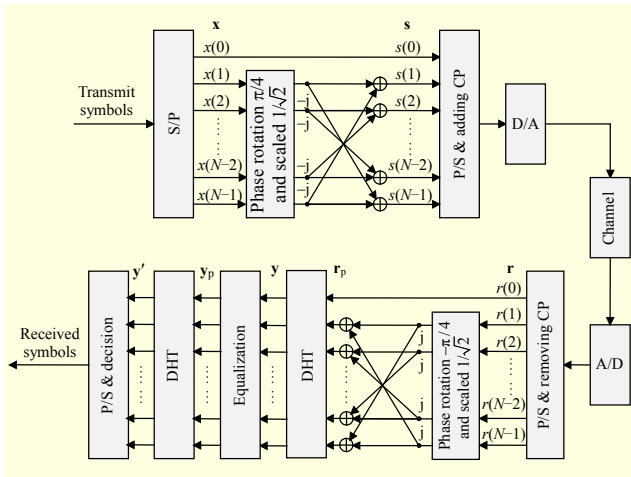 x
s
x(0)
s(0)
x(1)
s(1)
Transmit
symbols
x(2)
−j
−j
s(2)
S/P
Phase rotation π/4
and scaled 1/√2
P/S & adding CP
D/A
x(N−2)
−j
s(N−2)
x(N−1)
−j
s(N−1)
Channel
y′
yp
y
rp
r
r(0)
r(1)
Received
symbols
j
j
r(2)
P/S & decision
DHT
Equalization
DHT
Phase rotation −π/4
and scaled 1/√2
P/S & removing CP
A/D
j
r(N−2)
j
r(N−1)